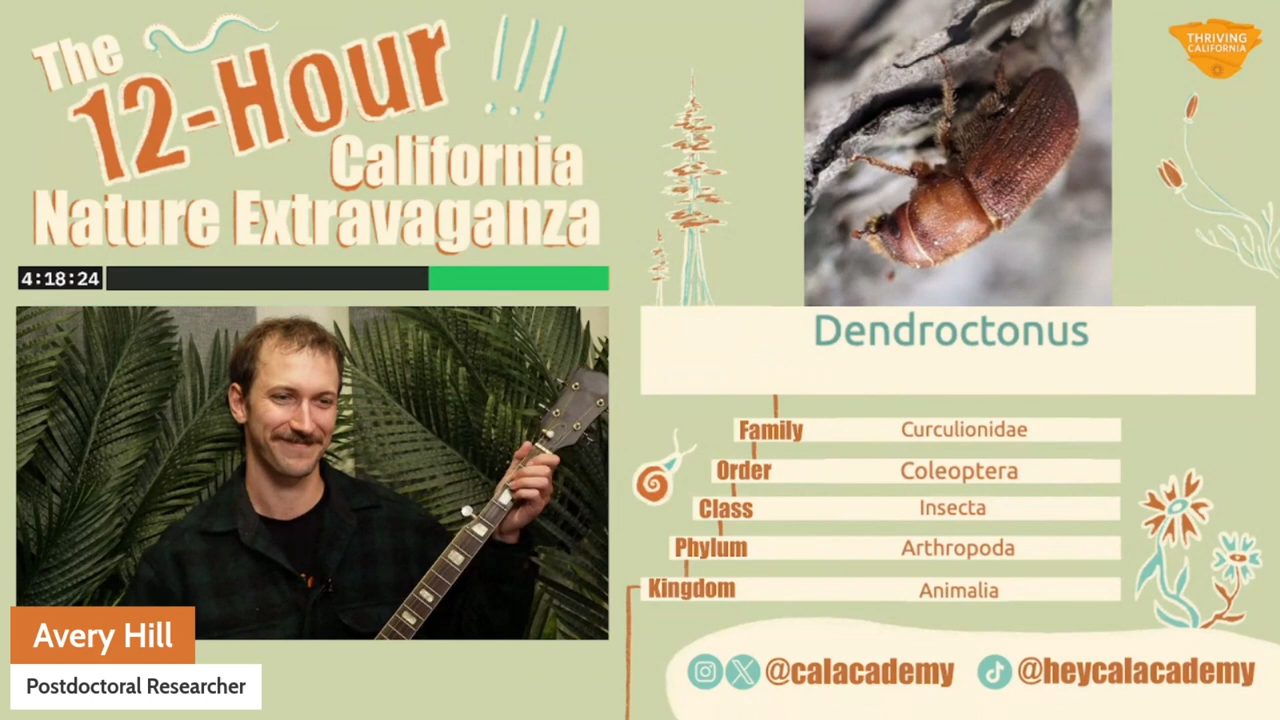 The
12-Hour
!!!
California
Nature Extravaganza
4:18:24
Avery Hill
Postdoctoral Researcher
THRIVING
CALIFORNIA
Dendroctonus
Family Curculionidae
Order Coleoptera
Class Insecta
Phylum Arthropoda
Kingdom Animalia
@calacademy @heycalacademy